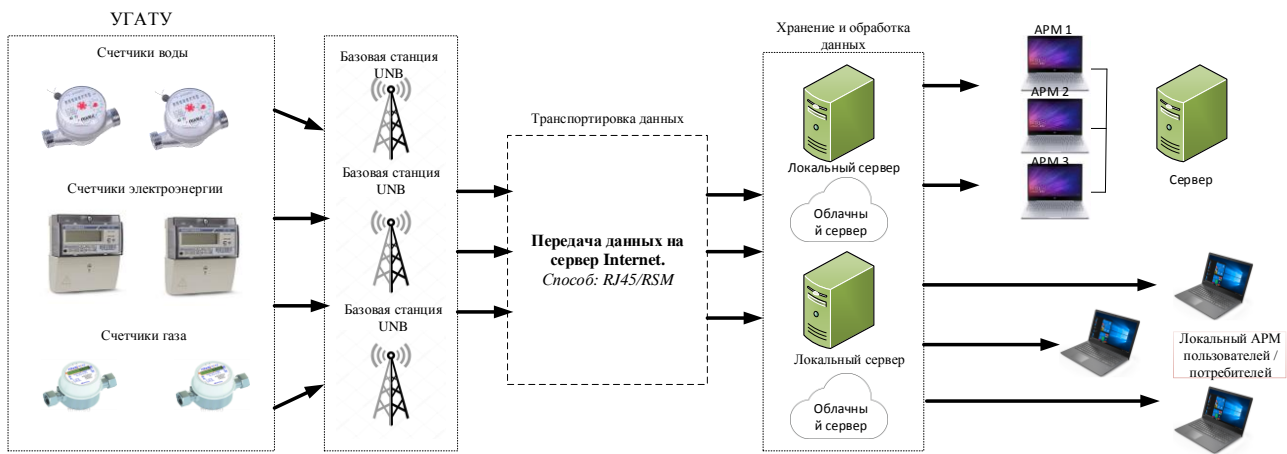 УГАТУ
Счетчики воды
Счетчики электроэнергии
Счетчики газа
Базовая станция
UNB
Базовая станция
UNB
Базовая станция
UNB
Транспортировка данных
Передача данных на
сервер Internet.
Способ: RJ45/RSM
Хранение и обработка
данных
Локальный сервер
Облачны
й сервер
Локальный сервер
Облачны
й сервер
АРМ 1
АРМ 2
АРМ 3
Сервер
Локальный АРМ
пользователей /
потребителей